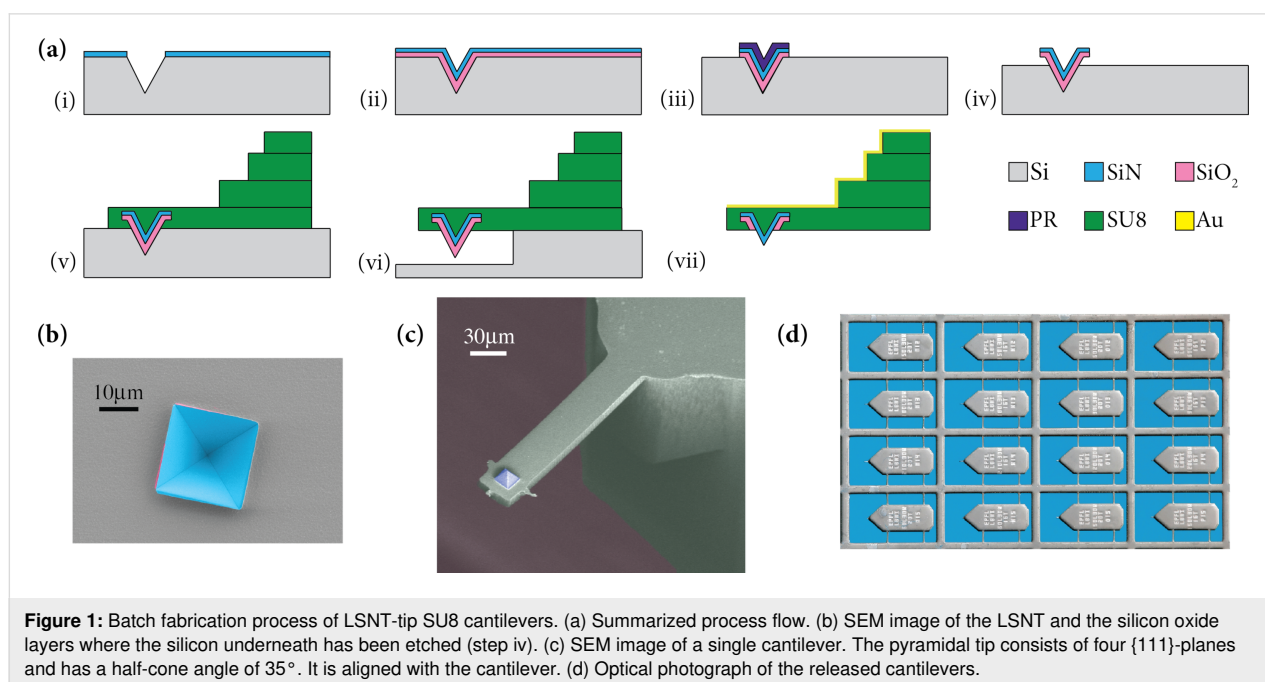 (a)
(i)
(ii)
(iii)
(iv)
(v)
(vi)
(vii)
Si
SiN
SiO2
PR
SU8
Au
(b)
10µm
(c)
30µm
(d)
Figure 1: Batch fabrication process of LSNT-tip SU8 cantilevers. (a) Summarized process flow. (b) SEM image of the LSNT and the silicon oxide
layers where the silicon underneath has been etched (step iv). (c) SEM image of a single cantilever. The pyramidal tip consists of four {111}-planes
and has a half-cone angle of 35°. It is aligned with the cantilever. (d) Optical photograph of the released cantilevers.